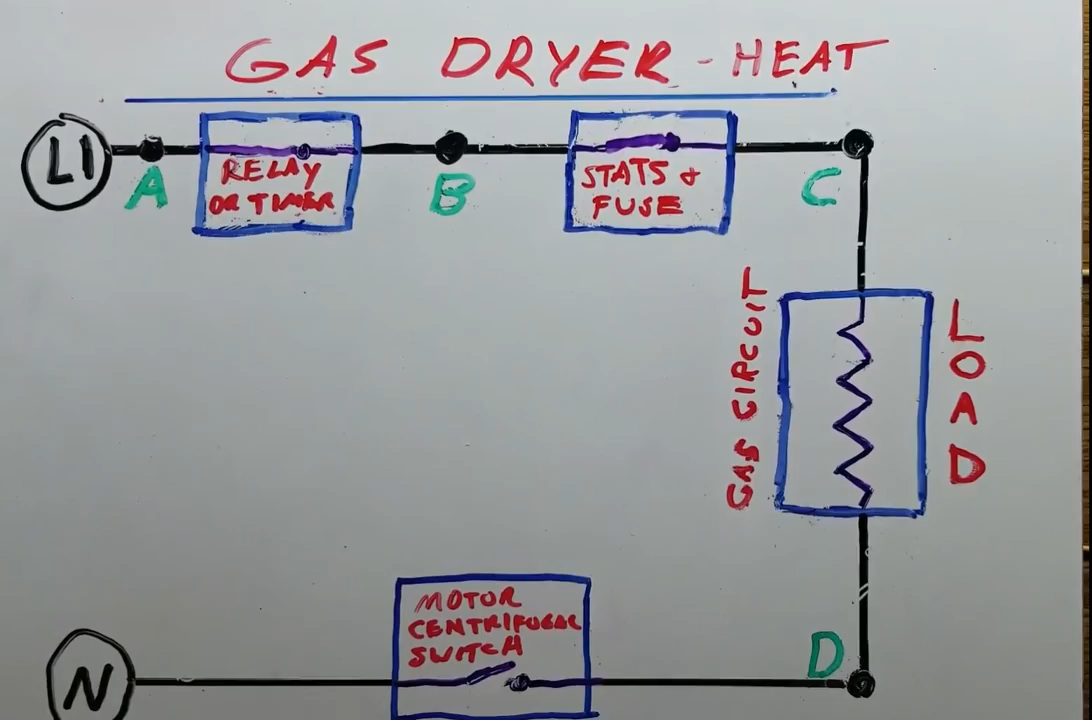 GAS DRYER - HEAT
L1
A
RELAY
OR TIMER
B
STATS &
FUSE
C
GAS CIRCUIT
LOAD
MOTOR
CENTRIFUGAL
SWITCH
D
N